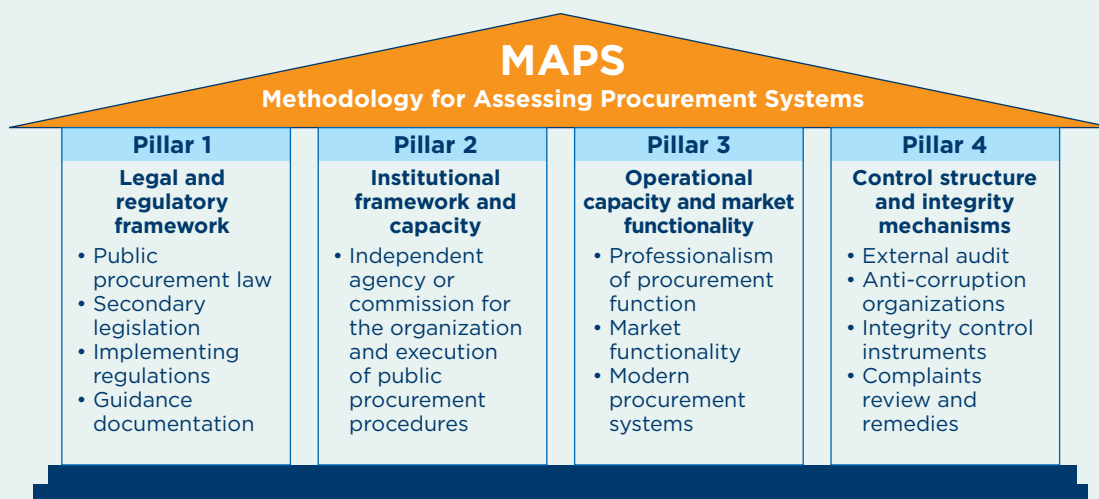 MAPS
Methodology for Assessing Procurement Systems
Pillar 1
Legal and
regulatory
framework
• Public
procurement law
• Secondary
legislation
• Implementing
regulations
• Guidance
documentation
Pillar 2
Institutional
framework and
capacity
• Independent
agency or
commission for
the organization
and execution
of public
procurement
procedures
Pillar 3
Operational
capacity and market
functionality
• Professionalism
of procurement
function
• Market
functionality
• Modern
procurement
systems
Pillar 4
Control structure
and integrity
mechanisms
• External audit
• Anti-corruption
organizations
• Integrity control
instruments
• Complaints
review and
remedies